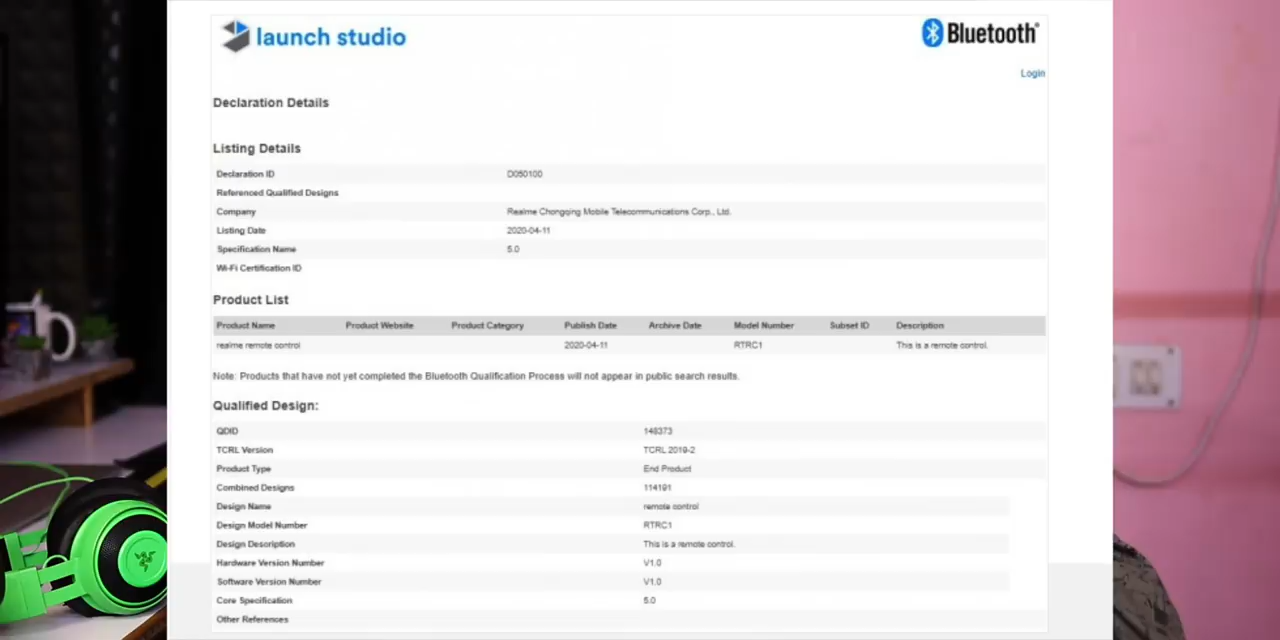 launch studio
Bluetooth®
Login
Declaration Details
Listing Details
Declaration ID D050100
Referenced Qualified Designs
Company Realme Chongqing Mobile Telecommunications Corp., Ltd.
Listing Date 2020-04-11
Specification Name 5.0
Wi-Fi Certification ID
Product List
Product Name Product Website Product Category Publish Date Archive Date Model Number Subset ID Description
realme remote control 2020-04-11 RTRC1 This is a remote control.
Note: Products that have not yet completed the Bluetooth Qualification Process will not appear in public search results.
Qualified Design:
QDID 148373
TCRL Version TCRL 2019-2
Product Type End Product
Combined Designs 114191
Design Name remote control
Design Model Number RTRC1
Design Description This is a remote control.
Hardware Version Number V1.0
Software Version Number V1.0
Core Specification 5.0
Other References